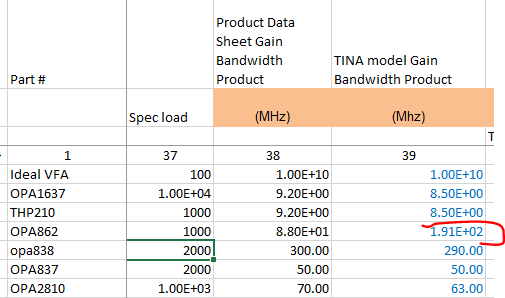 Product Data
Sheet Gain
Bandwidth TINA model Gain
Part # Product Bandwidth Product
Spec load (MHz) (Mhz)
T
1 37 38 39
Ideal VFA 100 1.00E+10 1.00E+10
OPA1637 1.00E+04 9.20E+00 8.50E+00
THP210 1000 9.20E+00 8.50E+00
OPA862 1000 8.80E+01 1.91E+02
opa838 2000 300.00 290.00
OPA837 2000 50.00 50.00
OPA2810 1.00E+03 70.00 63.00